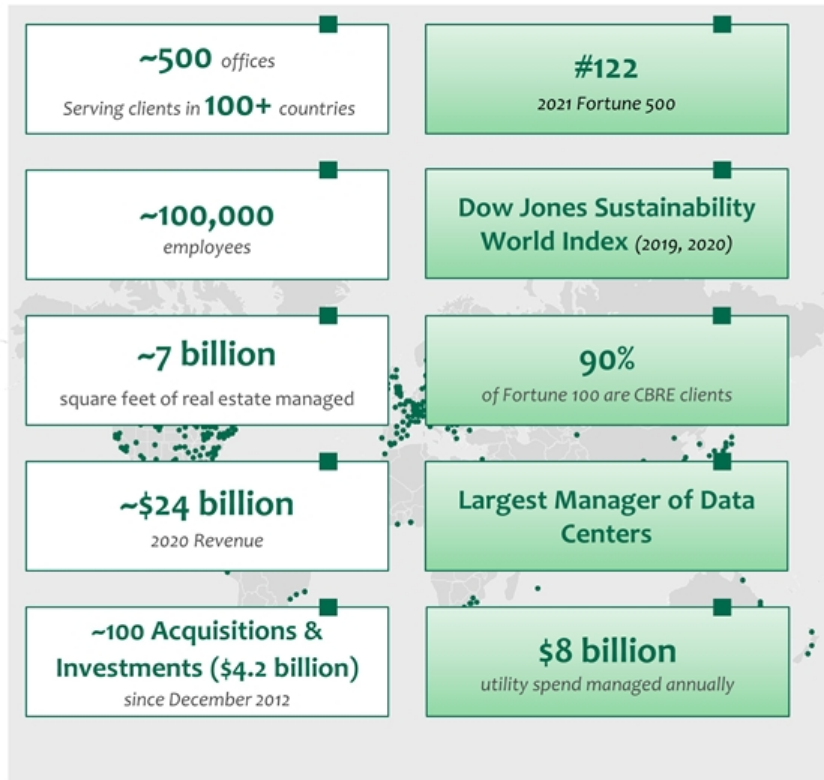 ~500 offices
Serving clients in 100+ countries
~100,000
employees
~7 billion
square feet of real estate managed
~$24 billion
2020 Revenue
~100 Acquisitions &
Investments ($4.2 billion)
since December 2012
#122
2021 Fortune 500
Dow Jones Sustainability
World Index (2019, 2020)
90%
of Fortune 100 are CBRE clients
Largest Manager of Data
Centers
$8 billion
utility spend managed annually